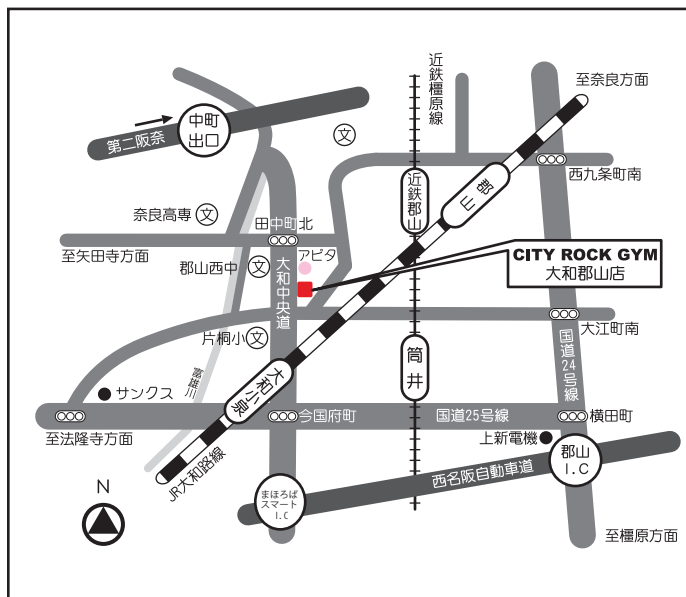 近鉄橿原線
至奈良方面
中町
出口
第二阪奈
文
西九条町南
近鉄郡山
郡山
奈良高専
文
田中町北
至矢田寺方面
アピタ
CITY ROCK GYM
大和郡山店
郡山西中
文
大和中央道
大江町南
片桐小
文
筒井
国道24号線
富雄川
サンクス
大和小泉
今国府町
国道25号線
横田町
至法隆寺方面
上新電機
郡山
I.C
JR大和路線
西名阪自動車道
N
まほろば
スマート
I.C
至橿原方面